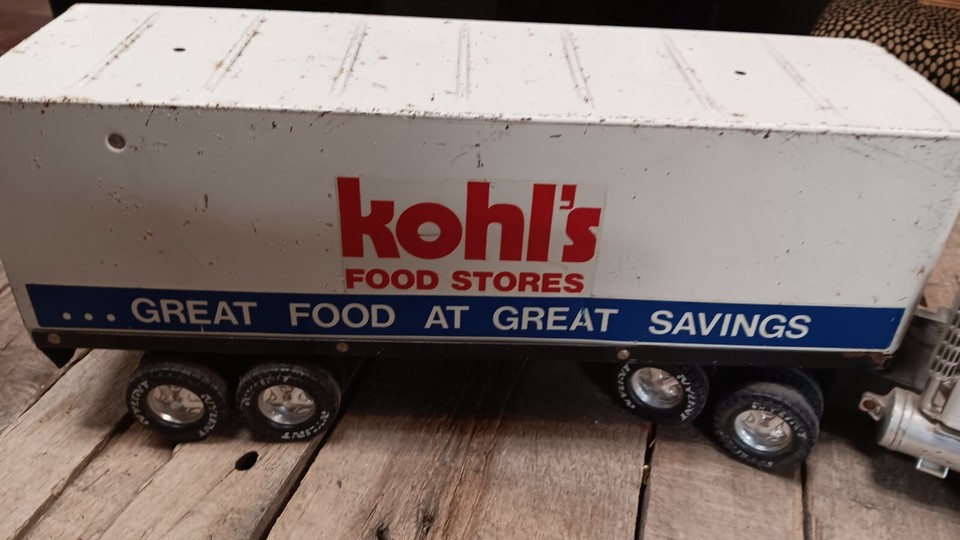 kohl's
FOOD STORES
... GREAT FOOD AT GREAT SAVINGS